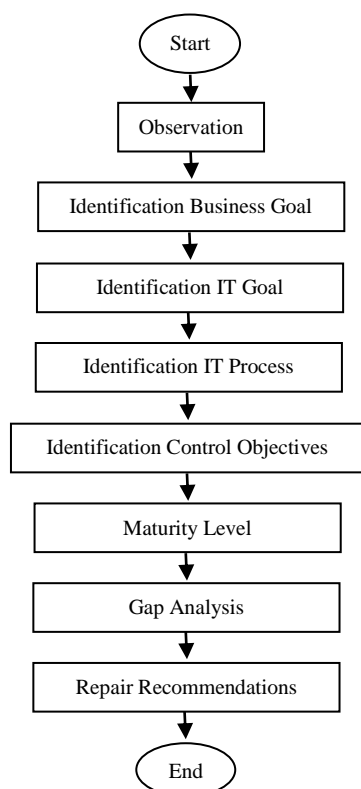 Start
Observation
Identification Business Goal
Identification IT Goal
Identification IT Process
Identification Control Objectives
Maturity Level
Gap Analysis
Repair Recommendations
End